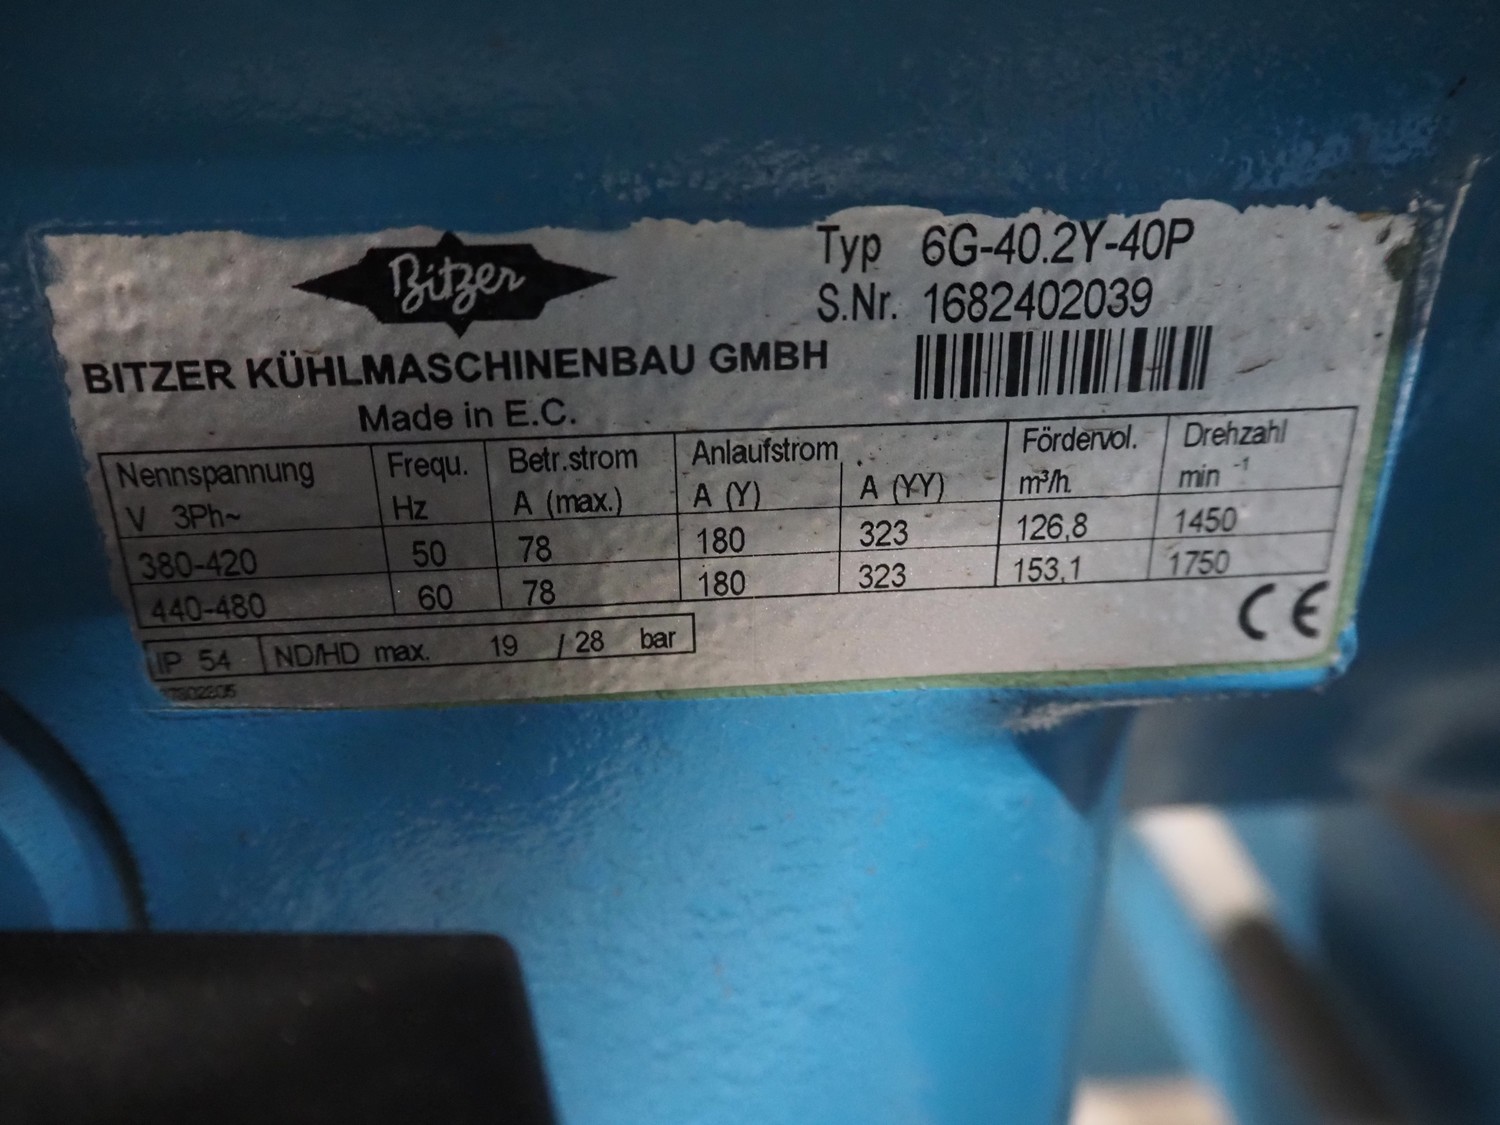 Bitzer
BITZER KÜHLMASCHINENBAU GMBH
Made in E.C.
Typ 6G-40.2Y-40P
S.Nr. 1682402039
Nennspannung Frequ. Betr.strom Anlaufstrom Fördervol. Drehzahl
V 3Ph~ Hz A (max.) A (Y) A (YY) m³/h min -1
380-420 50 78 180 323 126,8 1450
440-480 60 78 180 323 153,1 1750
IP 54 ND/HD max. 19 / 28 bar
CE